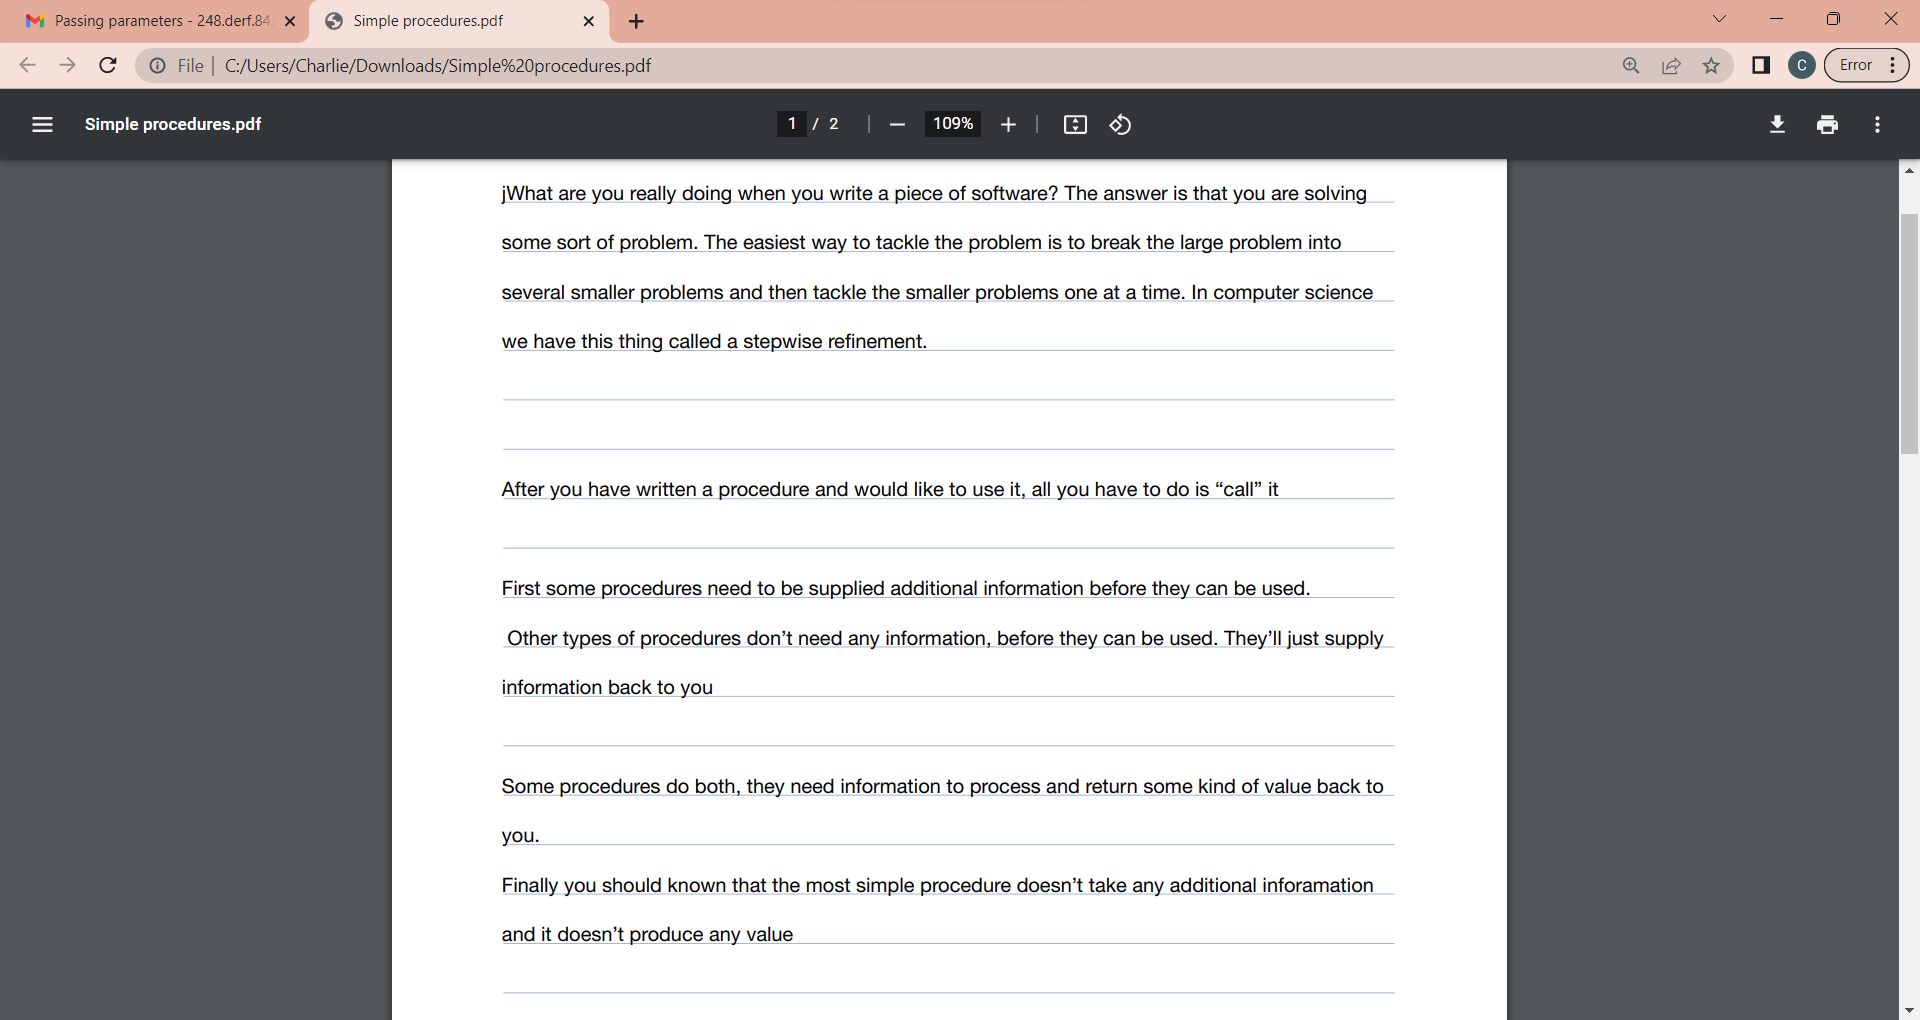 Passing parameters - 248.derf.84
Simple procedures.pdf
File
C:/Users/Charlie/Downloads/Simple%20procedures.pdf
C
Error
Simple procedures.pdf
1 / 2
109%
jWhat are you really doing when you write a piece of software? The answer is that you are solving
some sort of problem. The easiest way to tackle the problem is to break the large problem into
several smaller problems and then tackle the smaller problems one at a time. In computer science
we have this thing called a stepwise refinement.
After you have written a procedure and would like to use it, all you have to do is “call” it
First some procedures need to be supplied additional information before they can be used.
Other types of procedures don’t need any information, before they can be used. They’ll just supply
information back to you
Some procedures do both, they need information to process and return some kind of value back to
you.
Finally you should known that the most simple procedure doesn’t take any additional inforamation
and it doesn’t produce any value